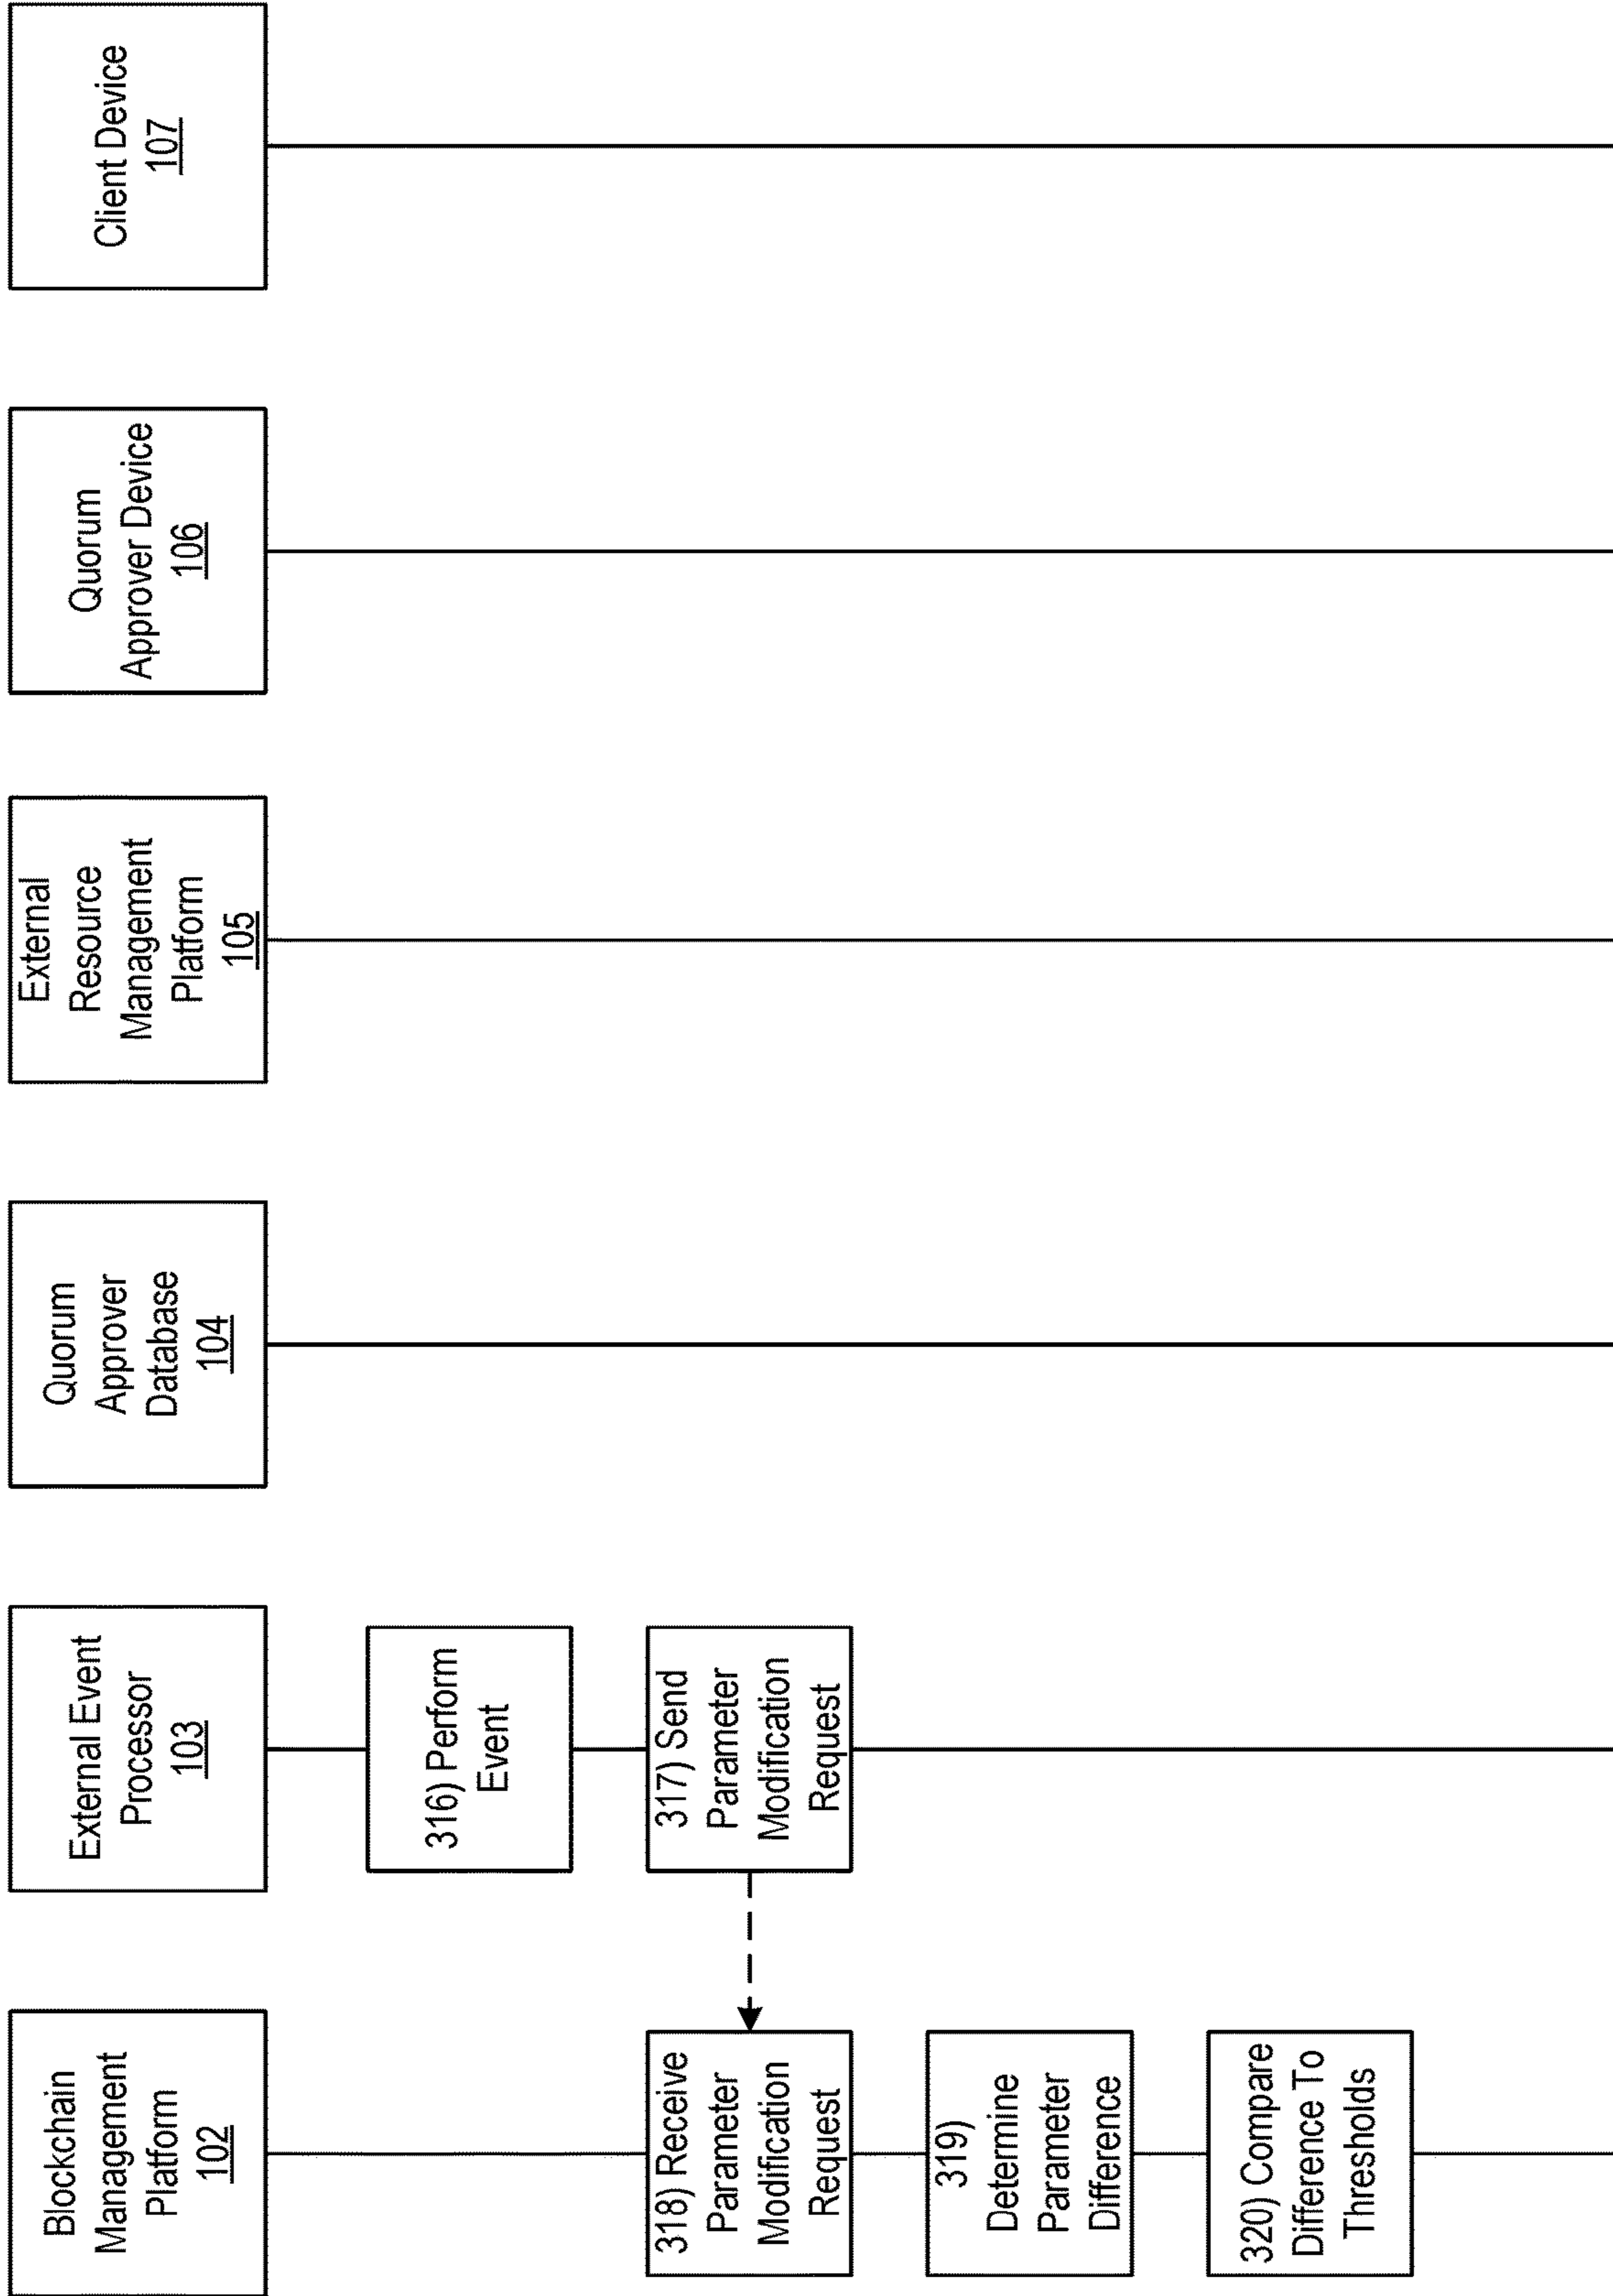 Blockchain
Management
Platform
102
External Event
Processor
103
Quorum
Approver
Database
104
External
Resource
Management
Platform
105
Quorum
Approver Device
106
Client Device
107
316) Perform
Event
317) Send
Parameter
Modification
Request
318) Receive
Parameter
Modification
Request
319)
Determine
Parameter
Difference
320) Compare
Difference To
Thresholds